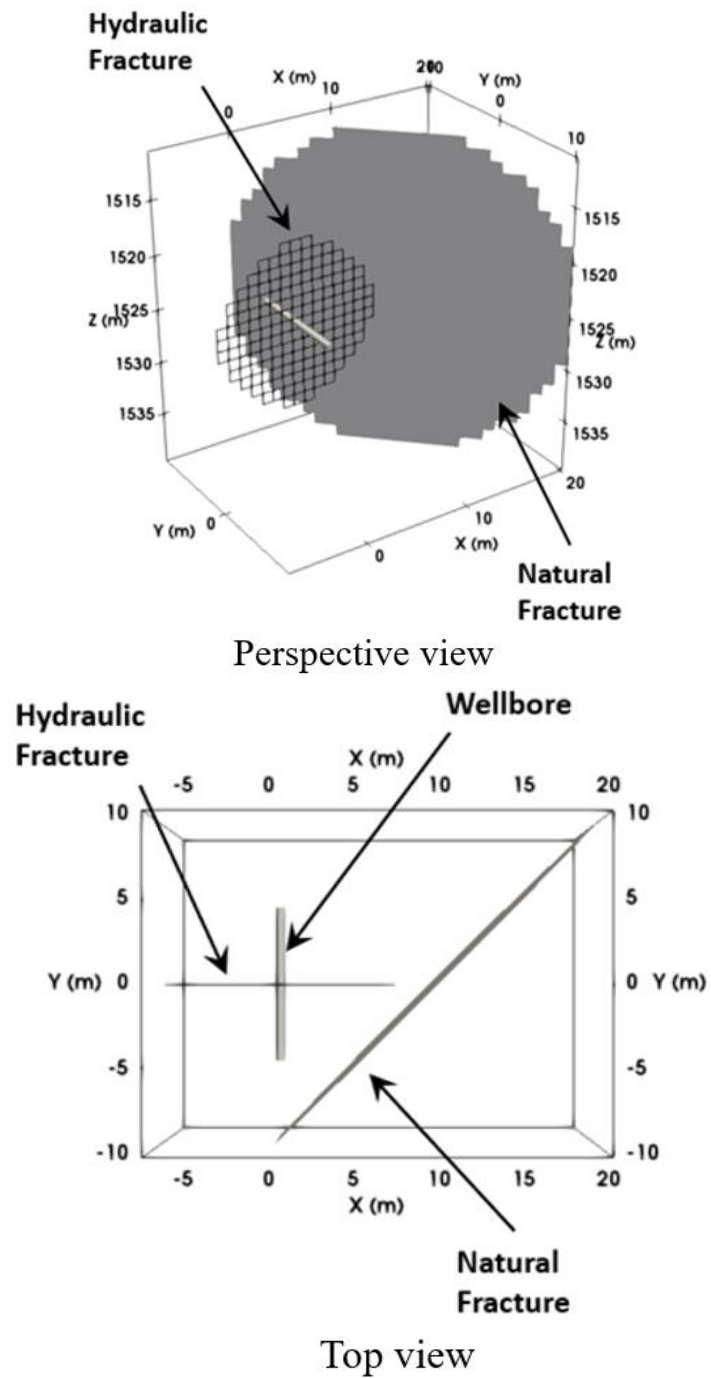 Hydraulic
Fracture
X (m)
200
Y (m)
10
0
0
10
1515
1515
1520
1520
Z (m)
1525
1525
Z (m)
1530
1530
1535
1535
20
Y (m)
0
10
X (m)
0
Natural
Fracture
Perspective view
Hydraulic
Fracture
Wellbore
X (m)
-5 0 5 10 15 20
10 10
5 5
Y (m) 0 0 Y (m)
-5 -5
-10 -10
-5 0 5 10 15 20
X (m)
Natural
Fracture
Top view